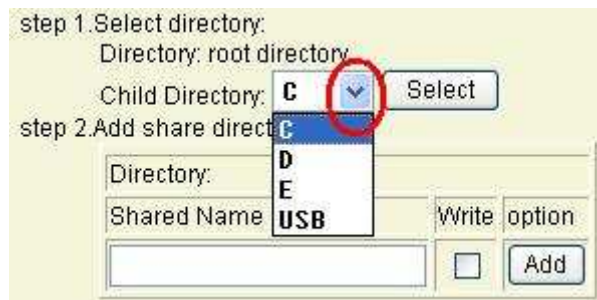 step 1.Select directory:
Directory: root directory
Child Directory: C Select
step 2.Add share direct
C
D
E
USB
Directory:
Shared Name Write option
Add